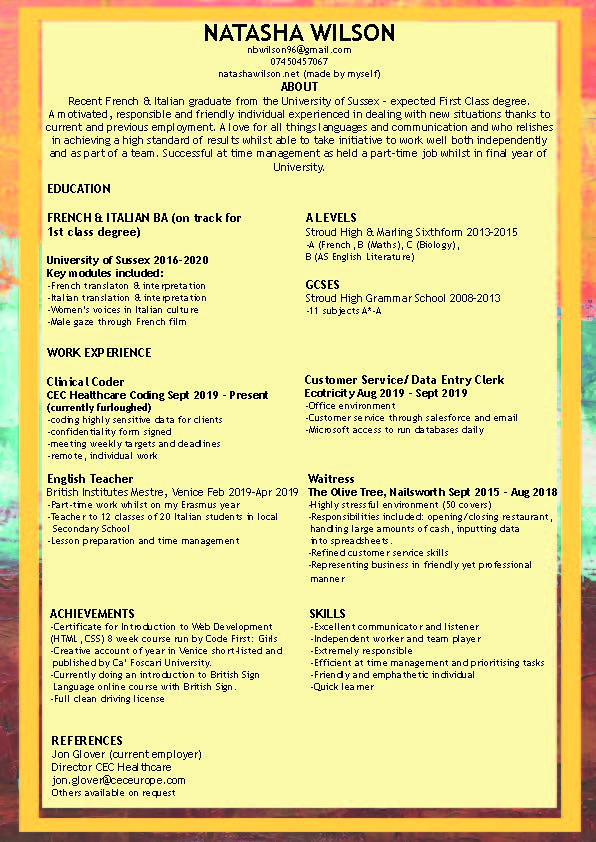 NATASHA WILSON
nbwilson96@gmail.com
07450457067
natashawilson.net (made by myself)
ABOUT
Recent French & Italian graduate from the University of Sussex - expected First Class degree.
A motivated, responsible and friendly individual experienced in dealing with new situations thanks to
current and previous employment. A love for all things languages and communication and who relishes
in achieving a high standard of results whilst able to take initiative to work well both independently
and as part of a team. Successful at time management as held a part-time job whilst in final year of
University.
EDUCATION
FRENCH & ITALIAN BA (on track for
1st class degree)
University of Sussex 2016-2020
Key modules included:
-French translaton & interpretation
-Italian translation & interpretation
-Women's voices in Italian culture
-Male gaze through French film
A LEVELS
Stroud High & Marling Sixthform 2013-2015
-A (French, B (Maths), C (Biology),
B (AS English Literature)
GCSES
Stroud High Grammar School 2008-2013
-11 subjects A*-A
WORK EXPERIENCE
Clinical Coder
CEC Healthcare Coding Sept 2019 - Present
(currently furloughed)
-coding highly sensitive data for clients
-confidentiality form signed
-meeting weekly targets and deadlines
-remote, individual work
Customer Service/ Data Entry Clerk
Ecotricity Aug 2019 - Sept 2019
-Office environment
-Customer service through salesforce and email
-Microsoft access to run databases daily
English Teacher
British Institutes Mestre, Venice Feb 2019-Apr 2019
-Part-time work whilst on my Erasmus year
-Teacher to 12 classes of 20 Italian students in local
Secondary School
-Lesson preparation and time management
Waitress
The Olive Tree, Nailsworth Sept 2015 - Aug 2018
-Highly stressful environment (50 covers)
-Responsibilities included: opening/closing restaurant,
handling large amounts of cash, inputting data
into spreadsheets.
-Refined customer service skills
-Representing business in friendly yet professional
manner
ACHIEVEMENTS
-Certificate for Introduction to Web Development
(HTML, CSS) 8 week course run by Code First: Girls
-Creative account of year in Venice short-listed and
published by Ca' Foscari University.
-Currently doing an introduction to British Sign
Language online course with British Sign.
-Full clean driving license
SKILLS
-Excellent communicator and listener
-Independent worker and team player
-Extremely responsible
-Efficient at time management and prioritising tasks
-Friendly and emphathetic individual
-Quick learner
REFERENCES
Jon Glover (current employer)
Director CEC Healthcare
jon.glover@ceceurope.com
Others available on request